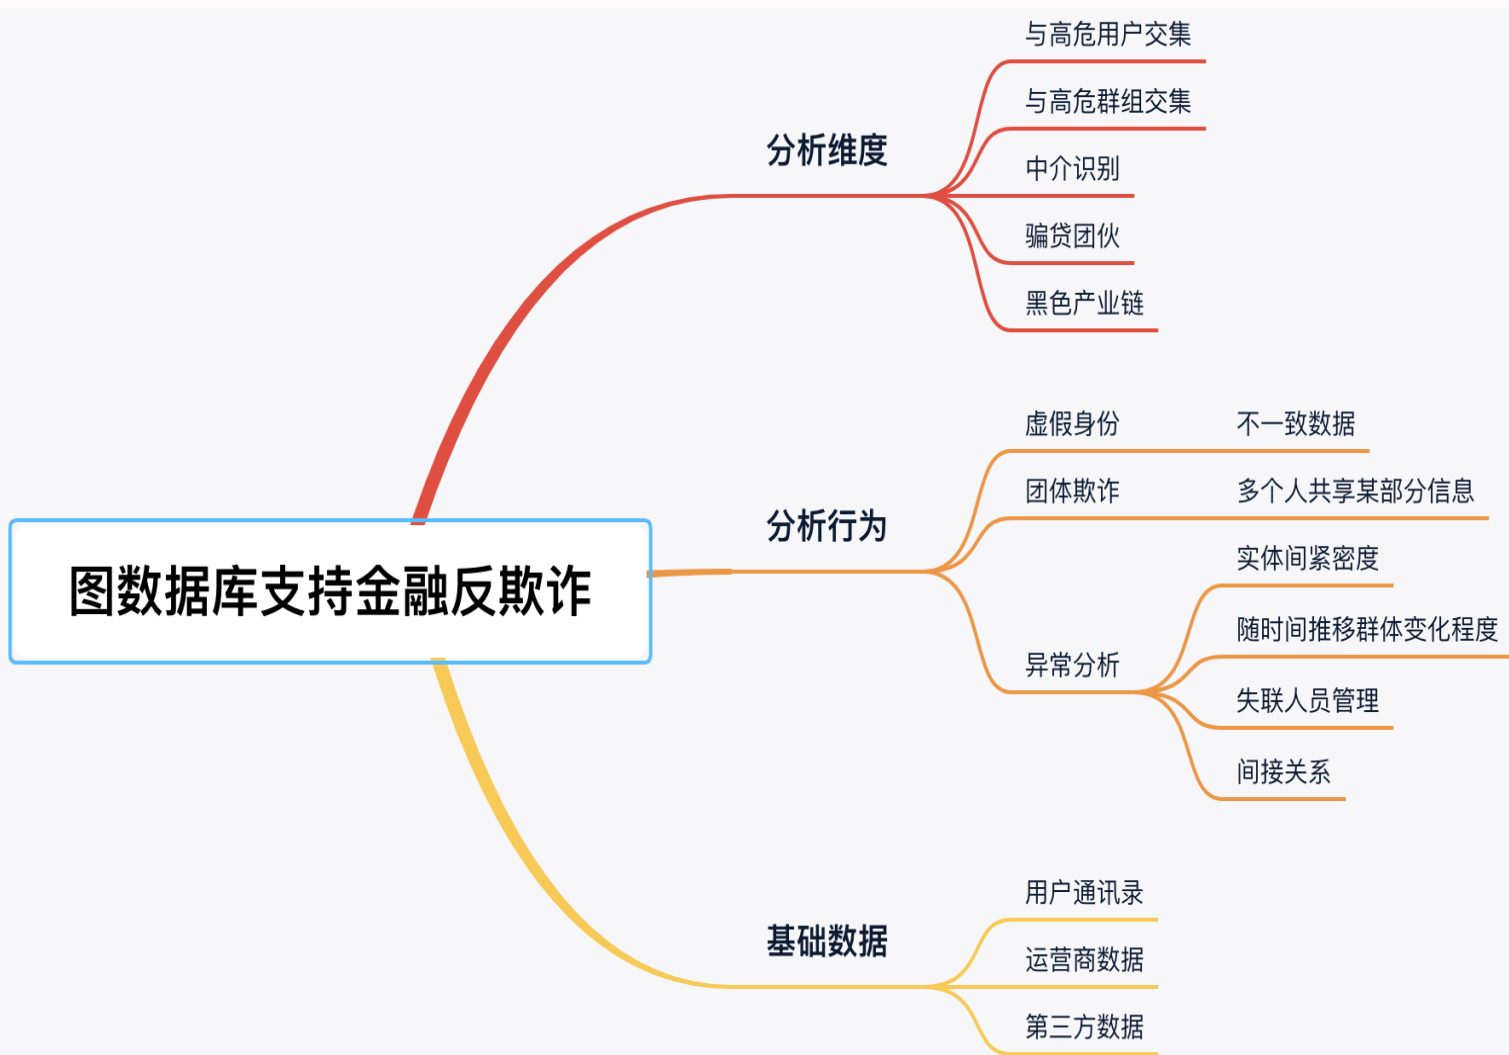 图数据库支持金融反欺诈
分析维度
与高危用户交集
与高危群组交集
中介识别
骗贷团伙
黑色产业链
分析行为
虚假身份
不一致数据
团体欺诈
多个人共享某部分信息
异常分析
实体间紧密度
随时间推移群体变化程度
失联人员管理
间接关系
基础数据
用户通讯录
运营商数据
第三方数据